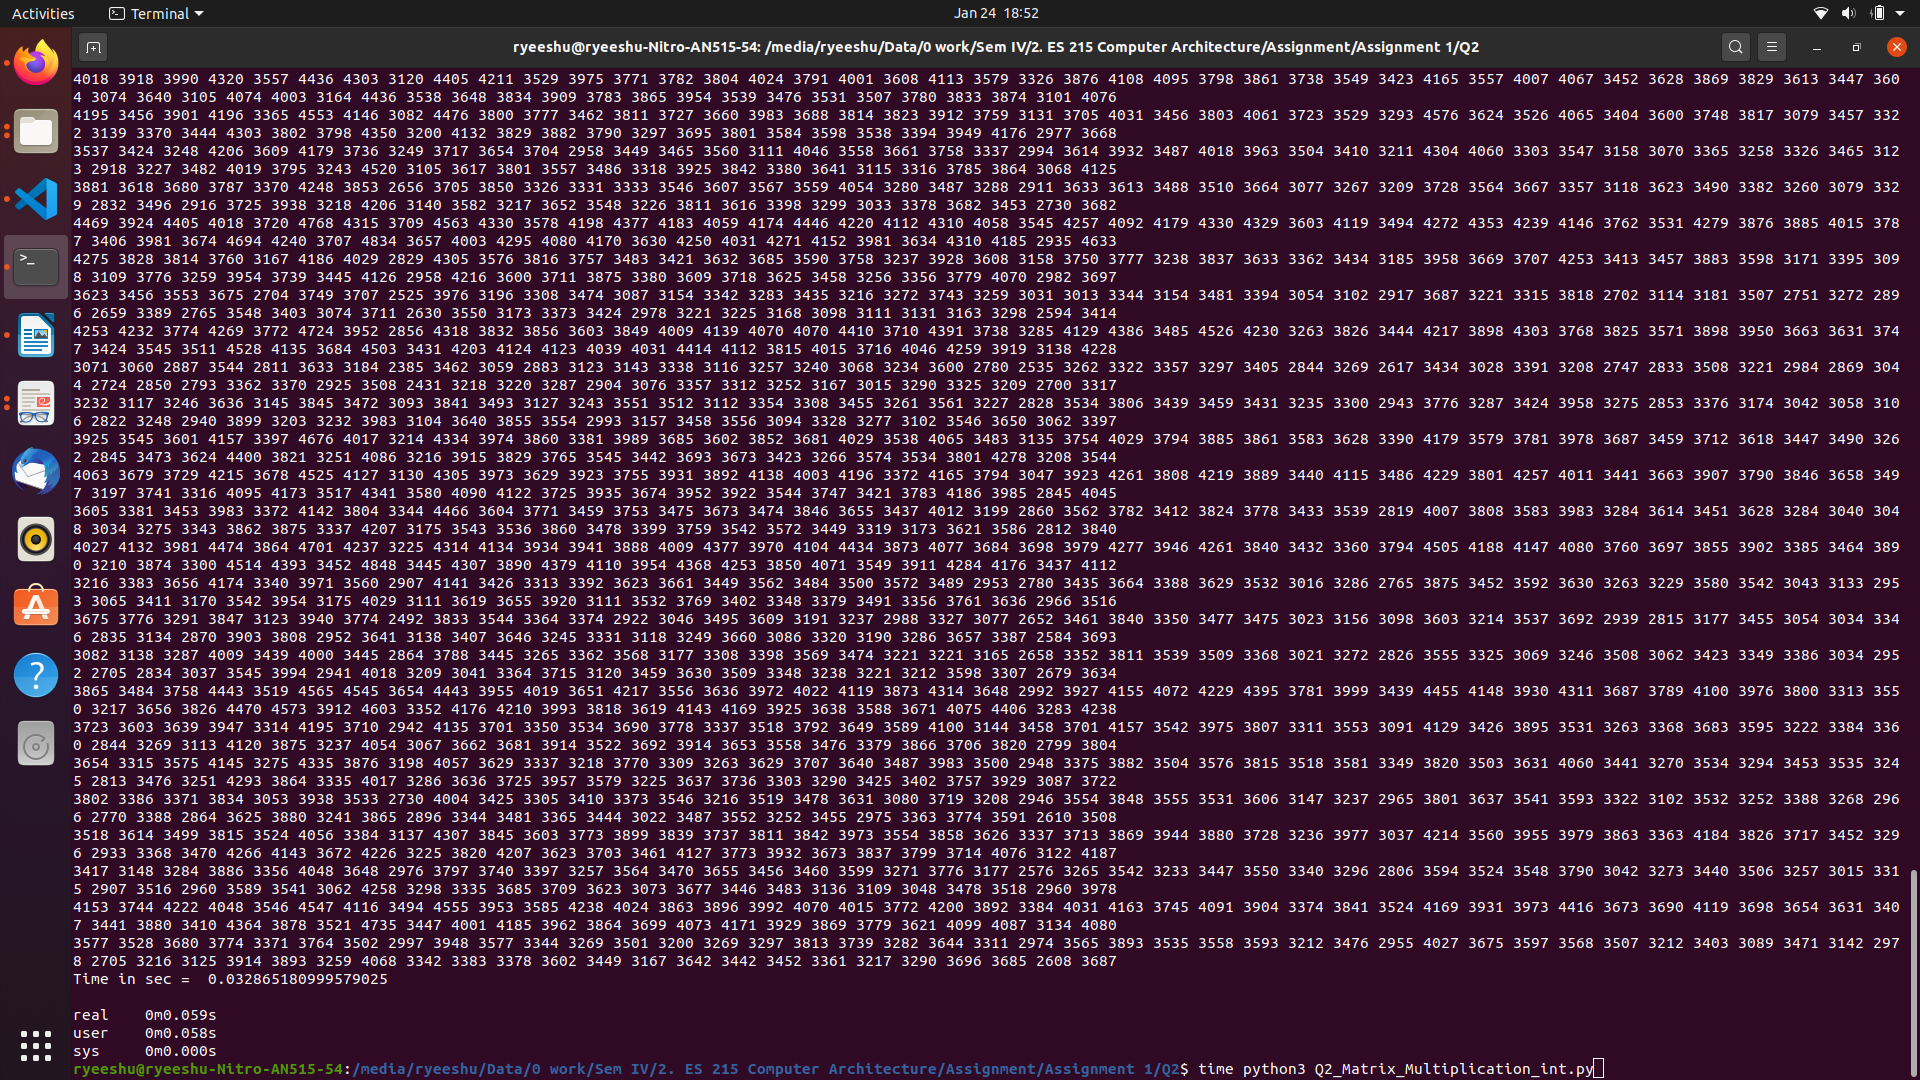 Activities
Terminal
Jan 24 18:52
ryeeshu@ryeeshu-Nitro-AN515-54: /media/ryeeshu/Data/0 work/Sem IV/2. ES 215 Computer Architecture/Assignment/Assignment 1/Q2
4018 3918 3990 4320 3557 4436 4303 3120 4405 4211 3529 3975 3771 3782 3804 4024 3791 4001 3608 4113 3579 3326 3876 4108 4095 3798 3861 3738 3549 3423 4165 3557 4007 4067 3452 3628 3869 3829 3613 3447 360
4 3074 3640 3105 4074 4003 3164 4436 3538 3648 3834 3909 3783 3865 3954 3539 3476 3531 3507 3780 3833 3874 3101 4076
4195 3456 3901 4196 3365 4553 4146 3082 4476 3800 3777 3462 3811 3727 3660 3983 3688 3814 3823 3912 3759 3131 3705 4031 3456 3803 4061 3723 3529 3293 4576 3624 3526 4065 3404 3600 3748 3817 3079 3457 332
2 3139 3370 3444 4303 3802 3798 4350 3200 4132 3829 3882 3790 3297 3695 3801 3584 3598 3538 3394 3949 4176 2977 3668
3537 3424 3248 4206 3609 4179 3736 3249 3717 3654 3704 2958 3449 3465 3560 3111 4046 3558 3661 3758 3337 2994 3614 3932 3487 4018 3963 3504 3410 3211 4304 4060 3303 3547 3158 3070 3365 3258 3326 3465 312
3 2918 3227 3482 4019 3795 3243 4520 3105 3617 3801 3557 3486 3318 3925 3842 3380 3641 3115 3316 3785 3864 3068 4125
3881 3618 3680 3787 3370 4248 3853 2656 3705 3850 3326 3331 3333 3546 3607 3567 3559 4054 3280 3487 3288 2911 3633 3613 3488 3510 3664 3077 3267 3209 3728 3564 3667 3357 3118 3623 3490 3382 3260 3079 332
9 2832 3496 2916 3725 3938 3218 4206 3140 3582 3217 3652 3548 3226 3811 3616 3398 3299 3033 3378 3682 3453 2730 3682
4469 3924 4405 4018 3720 4768 4315 3709 4563 4330 3578 4198 4377 4183 4059 4174 4446 4220 4112 4310 4058 3545 4257 4092 4179 4330 4329 3603 4119 3494 4272 4353 4239 4146 3762 3531 4279 3876 3885 4015 378
7 3406 3981 3674 4694 4240 3707 4834 3657 4003 4295 4080 4170 3630 4250 4031 4271 4152 3981 3634 4310 4185 2935 4633
4275 3828 3814 3760 3167 4186 4029 2829 4305 3576 3816 3757 3483 3421 3632 3685 3590 3758 3237 3928 3608 3158 3750 3777 3238 3837 3633 3362 3434 3185 3958 3669 3707 4253 3413 3457 3883 3598 3171 3395 309
8 3109 3776 3259 3954 3739 3445 4126 2958 4216 3600 3711 3875 3380 3609 3718 3625 3458 3256 3356 3779 4070 2982 3697
3623 3456 3553 3675 2704 3749 3707 2525 3976 3196 3308 3474 3087 3154 3342 3283 3435 3216 3272 3743 3259 3031 3013 3344 3154 3481 3394 3054 3102 2917 3687 3221 3315 3818 2702 3114 3181 3507 2751 3272 289
6 2659 3389 2765 3548 3403 3074 3711 2630 3550 3173 3373 3424 2978 3221 3225 3168 3098 3111 3131 3163 3298 2594 3414
4253 4232 3774 4269 3772 4724 3952 2856 4318 3832 3856 3603 3849 4009 4139 4070 4070 4410 3710 4391 3738 3285 4129 4386 3485 4526 4230 3263 3826 3444 4217 3898 4303 3768 3825 3571 3898 3950 3663 3631 374
7 3424 3545 3511 4528 4135 3684 4503 3431 4203 4124 4123 4039 4031 4414 4112 3815 4015 3716 4046 4259 3919 3138 4228
3071 3060 2887 3544 2811 3633 3184 2385 3462 3059 2883 3123 3143 3338 3116 3257 3240 3068 3234 3600 2780 2535 3262 3322 3357 3297 3405 2844 3269 2617 3434 3028 3391 3208 2747 2833 3508 3221 2984 2869 304
4 2724 2850 2793 3362 3370 2925 3508 2431 3218 3220 3287 2904 3076 3357 3312 3252 3167 3015 3290 3325 3209 2700 3317
3232 3117 3246 3636 3145 3845 3472 3093 3841 3493 3127 3243 3551 3512 3112 3354 3308 3455 3261 3561 3227 2828 3534 3806 3439 3459 3431 3235 3300 2943 3776 3287 3424 3958 3275 2853 3376 3174 3042 3058 310
6 2822 3248 2940 3899 3203 3232 3983 3104 3640 3855 3554 2993 3157 3458 3556 3094 3328 3277 3102 3546 3650 3062 3397
3925 3545 3601 4157 3397 4676 4017 3214 4334 3974 3860 3381 3989 3685 3602 3852 3681 4029 3538 4065 3483 3135 3754 4029 3794 3885 3861 3583 3628 3390 4179 3579 3781 3978 3687 3459 3712 3618 3447 3490 326
2 2845 3473 3624 4400 3821 3251 4086 3216 3915 3829 3765 3545 3442 3693 3673 3423 3266 3574 3534 3801 4278 3208 3544
4063 3679 3729 4215 3678 4525 4127 3130 4305 3973 3629 3923 3755 3931 3892 4138 4003 4196 3372 4165 3794 3047 3923 4261 3808 4219 3889 3440 4115 3486 4229 3801 4257 4011 3441 3663 3907 3790 3846 3658 349
7 3197 3741 3316 4095 4173 3517 4341 3580 4090 4122 3725 3935 3674 3952 3922 3544 3747 3421 3783 4186 3985 2845 4045
3605 3381 3453 3983 3372 4142 3804 3344 4466 3604 3771 3459 3753 3475 3673 3474 3846 3655 3437 4012 3199 2860 3562 3782 3412 3824 3778 3433 3539 2819 4007 3808 3583 3983 3284 3614 3451 3628 3284 3040 304
8 3034 3275 3343 3862 3875 3337 4207 3175 3543 3536 3860 3478 3399 3759 3542 3572 3449 3319 3173 3621 3586 2812 3840
4027 4132 3981 4474 3864 4701 4237 3225 4314 4134 3934 3941 3888 4009 4377 3970 4104 4434 3873 4077 3684 3698 3979 4277 3946 4261 3840 3432 3360 3794 4505 4188 4147 4080 3760 3697 3855 3902 3385 3464 389
0 3210 3874 3300 4514 4393 3452 4848 3445 4307 3890 4379 4110 3954 4368 4253 3850 4071 3549 3911 4284 4176 3437 4112
3216 3383 3656 4174 3340 3971 3560 2907 4141 3426 3313 3392 3623 3661 3449 3562 3484 3500 3572 3489 2953 2780 3435 3664 3388 3629 3532 3016 3286 2765 3875 3452 3592 3630 3263 3229 3580 3542 3043 3133 295
3 3065 3411 3170 3542 3954 3175 4029 3111 3619 3655 3920 3111 3532 3769 3402 3348 3379 3491 3356 3761 3636 2966 3516
3675 3776 3291 3847 3123 3940 3774 2492 3833 3544 3364 3374 2922 3046 3495 3609 3191 3237 2988 3327 3077 2652 3461 3840 3350 3477 3475 3023 3156 3098 3603 3214 3537 3692 2939 2815 3177 3455 3054 3034 334
6 2835 3134 2870 3903 3808 2952 3641 3138 3407 3646 3245 3331 3118 3249 3660 3086 3320 3190 3286 3657 3387 2584 3693
3082 3138 3287 4009 3439 4000 3445 2864 3788 3445 3265 3362 3568 3177 3308 3398 3569 3474 3221 3221 3165 2658 3352 3811 3539 3509 3368 3021 3272 2826 3555 3325 3069 3246 3508 3062 3423 3349 3386 3034 295
2 2705 2834 3037 3545 3994 2941 4018 3209 3041 3364 3715 3120 3459 3630 3509 3348 3238 3221 3212 3598 3307 2679 3634
3865 3484 3758 4443 3519 4565 4545 3654 4443 3955 4019 3651 4217 3556 3636 3972 4022 4119 3873 4314 3648 2992 3927 4155 4072 4229 4395 3781 3999 3439 4455 4148 3930 4311 3687 3789 4100 3976 3800 3313 355
0 3217 3656 3826 4470 4573 3912 4603 3352 4176 4210 3993 3818 3619 4143 4169 3925 3638 3588 3671 4075 4406 3283 4238
3723 3603 3639 3947 3314 4195 3710 2942 4135 3701 3350 3534 3690 3778 3337 3518 3792 3649 3589 4100 3144 3458 3701 4157 3542 3975 3807 3311 3553 3091 4129 3426 3895 3531 3263 3368 3683 3595 3222 3384 336
0 2844 3269 3113 4120 3875 3237 4054 3067 3662 3681 3914 3522 3692 3914 3653 3558 3476 3379 3866 3706 3820 2799 3804
3654 3315 3575 4145 3275 4335 3876 3198 4057 3629 3337 3218 3770 3309 3263 3629 3707 3640 3487 3983 3500 2948 3375 3882 3504 3576 3815 3518 3581 3349 3820 3503 3631 4060 3441 3270 3534 3294 3453 3535 324
5 2813 3476 3251 4293 3864 3335 4017 3286 3636 3725 3957 3579 3225 3637 3736 3303 3290 3425 3402 3757 3929 3087 3722
3802 3386 3371 3834 3053 3938 3533 2730 4004 3425 3305 3410 3373 3546 3216 3519 3478 3631 3080 3719 3208 2946 3554 3848 3555 3531 3606 3147 3237 2965 3801 3637 3541 3593 3322 3102 3532 3252 3388 3268 296
6 2770 3388 2864 3625 3880 3241 3865 2896 3344 3481 3365 3444 3022 3487 3552 3252 3455 2975 3363 3774 3591 2610 3508
3518 3614 3499 3815 3524 4056 3384 3137 4307 3845 3603 3773 3899 3839 3737 3811 3842 3973 3554 3858 3626 3337 3713 3869 3944 3880 3728 3236 3977 3037 4214 3560 3955 3979 3863 3363 4184 3826 3717 3452 329
6 2933 3368 3470 4266 4143 3672 4226 3225 3820 4207 3623 3703 3461 4127 3773 3932 3673 3837 3799 3714 4076 3122 4187
3417 3148 3284 3886 3356 4048 3648 2976 3797 3740 3397 3257 3564 3470 3655 3456 3460 3599 3271 3776 3177 2576 3265 3542 3233 3447 3550 3340 3296 2806 3594 3524 3548 3790 3042 3273 3440 3506 3257 3015 331
5 2907 3516 2960 3589 3541 3062 4258 3298 3335 3685 3709 3623 3073 3677 3446 3483 3136 3109 3048 3478 3518 2960 3978
4153 3744 4222 4048 3546 4547 4116 3494 4555 3953 3585 4238 4024 3863 3896 3992 4070 4015 3772 4200 3892 3384 4031 4163 3745 4091 3904 3374 3841 3524 4169 3931 3973 4416 3673 3690 4119 3698 3654 3631 340
7 3441 3880 3410 4364 3878 3521 4735 3447 4001 4185 3962 3864 3699 4073 4171 3929 3869 3779 3621 4099 4087 3134 4080
3577 3528 3680 3774 3371 3764 3502 2997 3948 3577 3344 3269 3501 3200 3269 3297 3813 3739 3282 3644 3311 2974 3565 3893 3535 3558 3593 3212 3476 2955 4027 3675 3597 3568 3507 3212 3403 3089 3471 3142 297
8 2705 3216 3125 3914 3893 3259 4068 3342 3383 3378 3602 3449 3167 3642 3442 3452 3361 3217 3290 3696 3685 2608 3687
Time in sec =  0.032865180999579025
real    0m0.059s
user    0m0.058s
sys     0m0.000s
ryeeshu@ryeeshu-Nitro-AN515-54:/media/ryeeshu/Data/0 work/Sem IV/2. ES 215 Computer Architecture/Assignment/Assignment 1/Q2$ time python3 Q2_Matrix_Multiplication_int.py